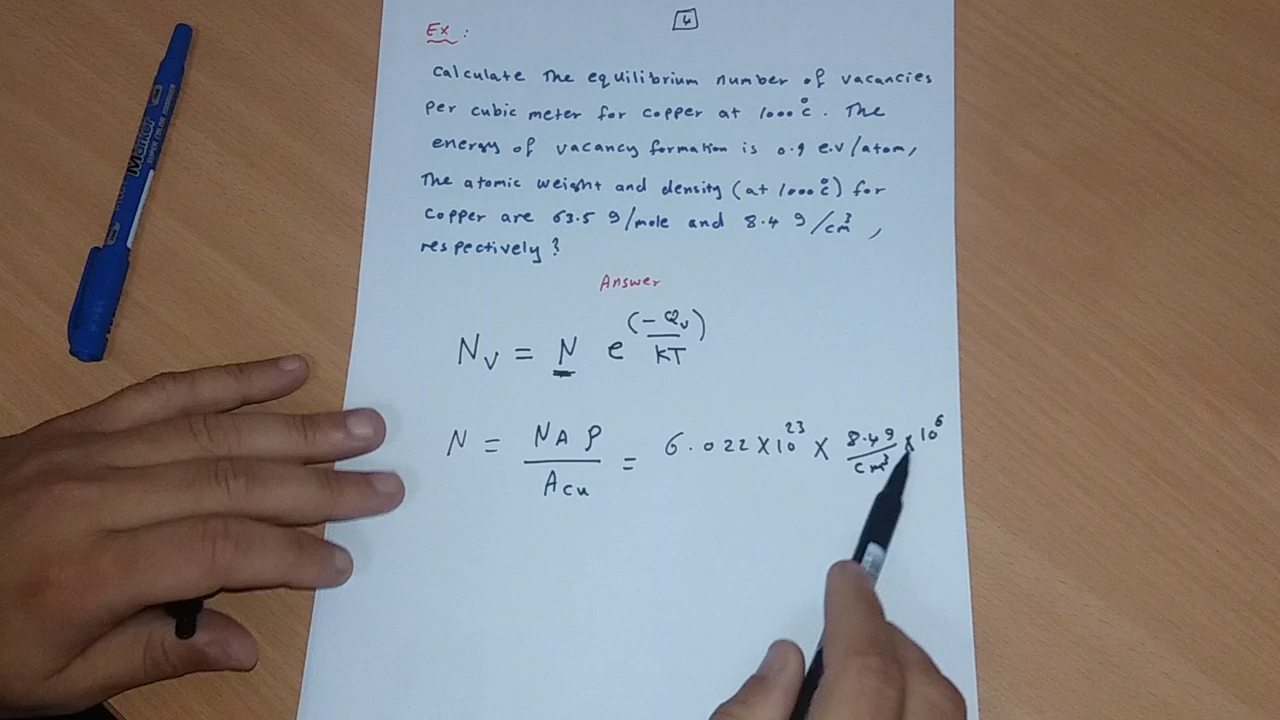 4
Ex:
Calculate The equilibrium number of vacancies
per cubic meter for copper at 1000 °C. The
energy of vacancy formation is 0.9 e.v/atom,
The atomic weight and density (at 1000 °C) for
Copper are 63.5 g/mole and 8.4 g/cm³,
respectively?
Answer
Nv = N e^(-Qv/KT)
N = NA ρ / Acu = 6.022 X 10^23 X 8.4 g/cm³ X 10^6
Marker